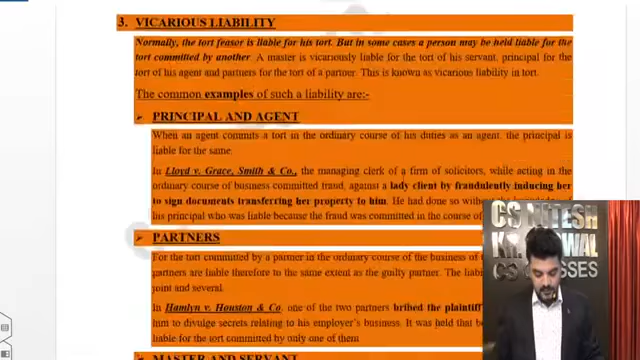 3. VICARIOUS LIABILITY
Normally, the tort feasor is liable for his tort. But in some cases a person may be held liable for the
tort committed by another. A master is vicariously liable for the tort of his servant, principal for the
tort of his agent and partners for the tort of a partner. This is known as vicarious liability in tort.
The common examples of such a liability are:-
➢ PRINCIPAL AND AGENT
When an agent commits a tort in the ordinary course of his duties as an agent, the principal is
liable for the same.
In Lloyd v. Grace, Smith & Co., the managing clerk of a firm of solicitors, while acting in the
ordinary course of business committed fraud, against a lady client by fraudulently inducing her
to sign documents transferring her property to him. He had done so
his principal who was liable because the fraud was committed in the course of
➢ PARTNERS
For the tort committed by a partner in the ordinary course of the business of
partners are liable therefore to the same extent as the guilty partner. The
joint and several.
In Hamlyn v. Houston & Co. one of the two partners bribed the plaintiff
him to divulge secrets relating to his employer's business. It was held that
liable for the tort committed by only one of them
➢ MASTER AND SERVANT
CS NITESH
KR.
CS